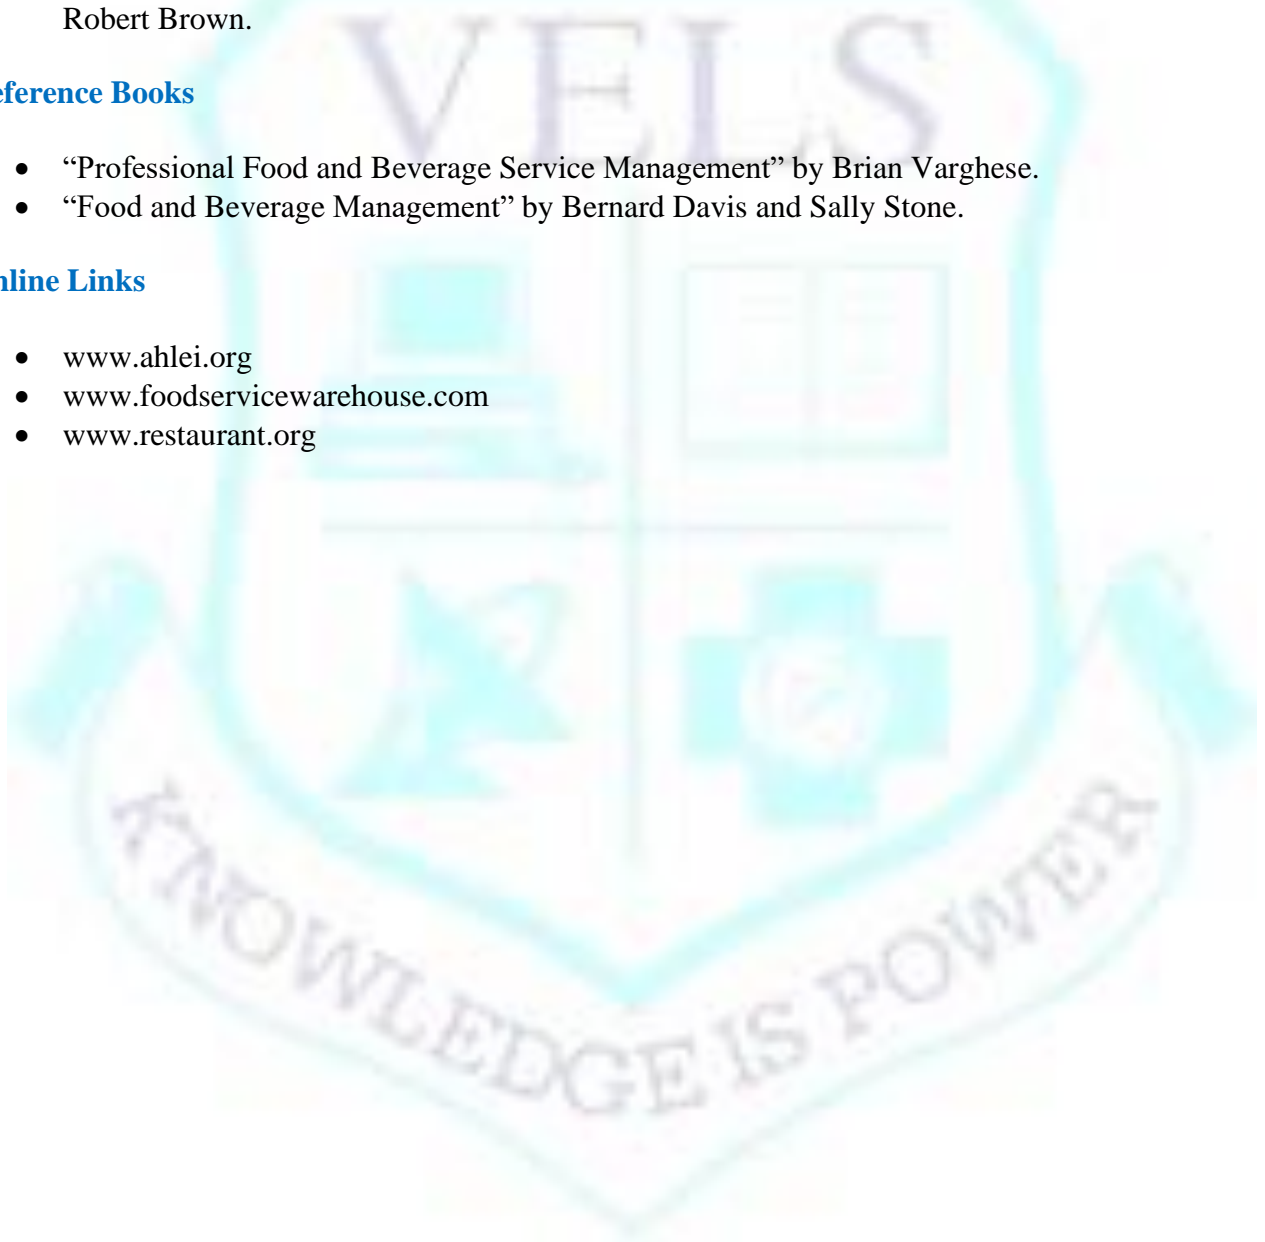 Robert Brown.
VELS
eference Books
• “Professional Food and Beverage Service Management” by Brian Varghese.
• “Food and Beverage Management” by Bernard Davis and Sally Stone.
nline Links
• www.ahlei.org
• www.foodservicewarehouse.com
• www.restaurant.org
KNOWLEDGE IS POWER